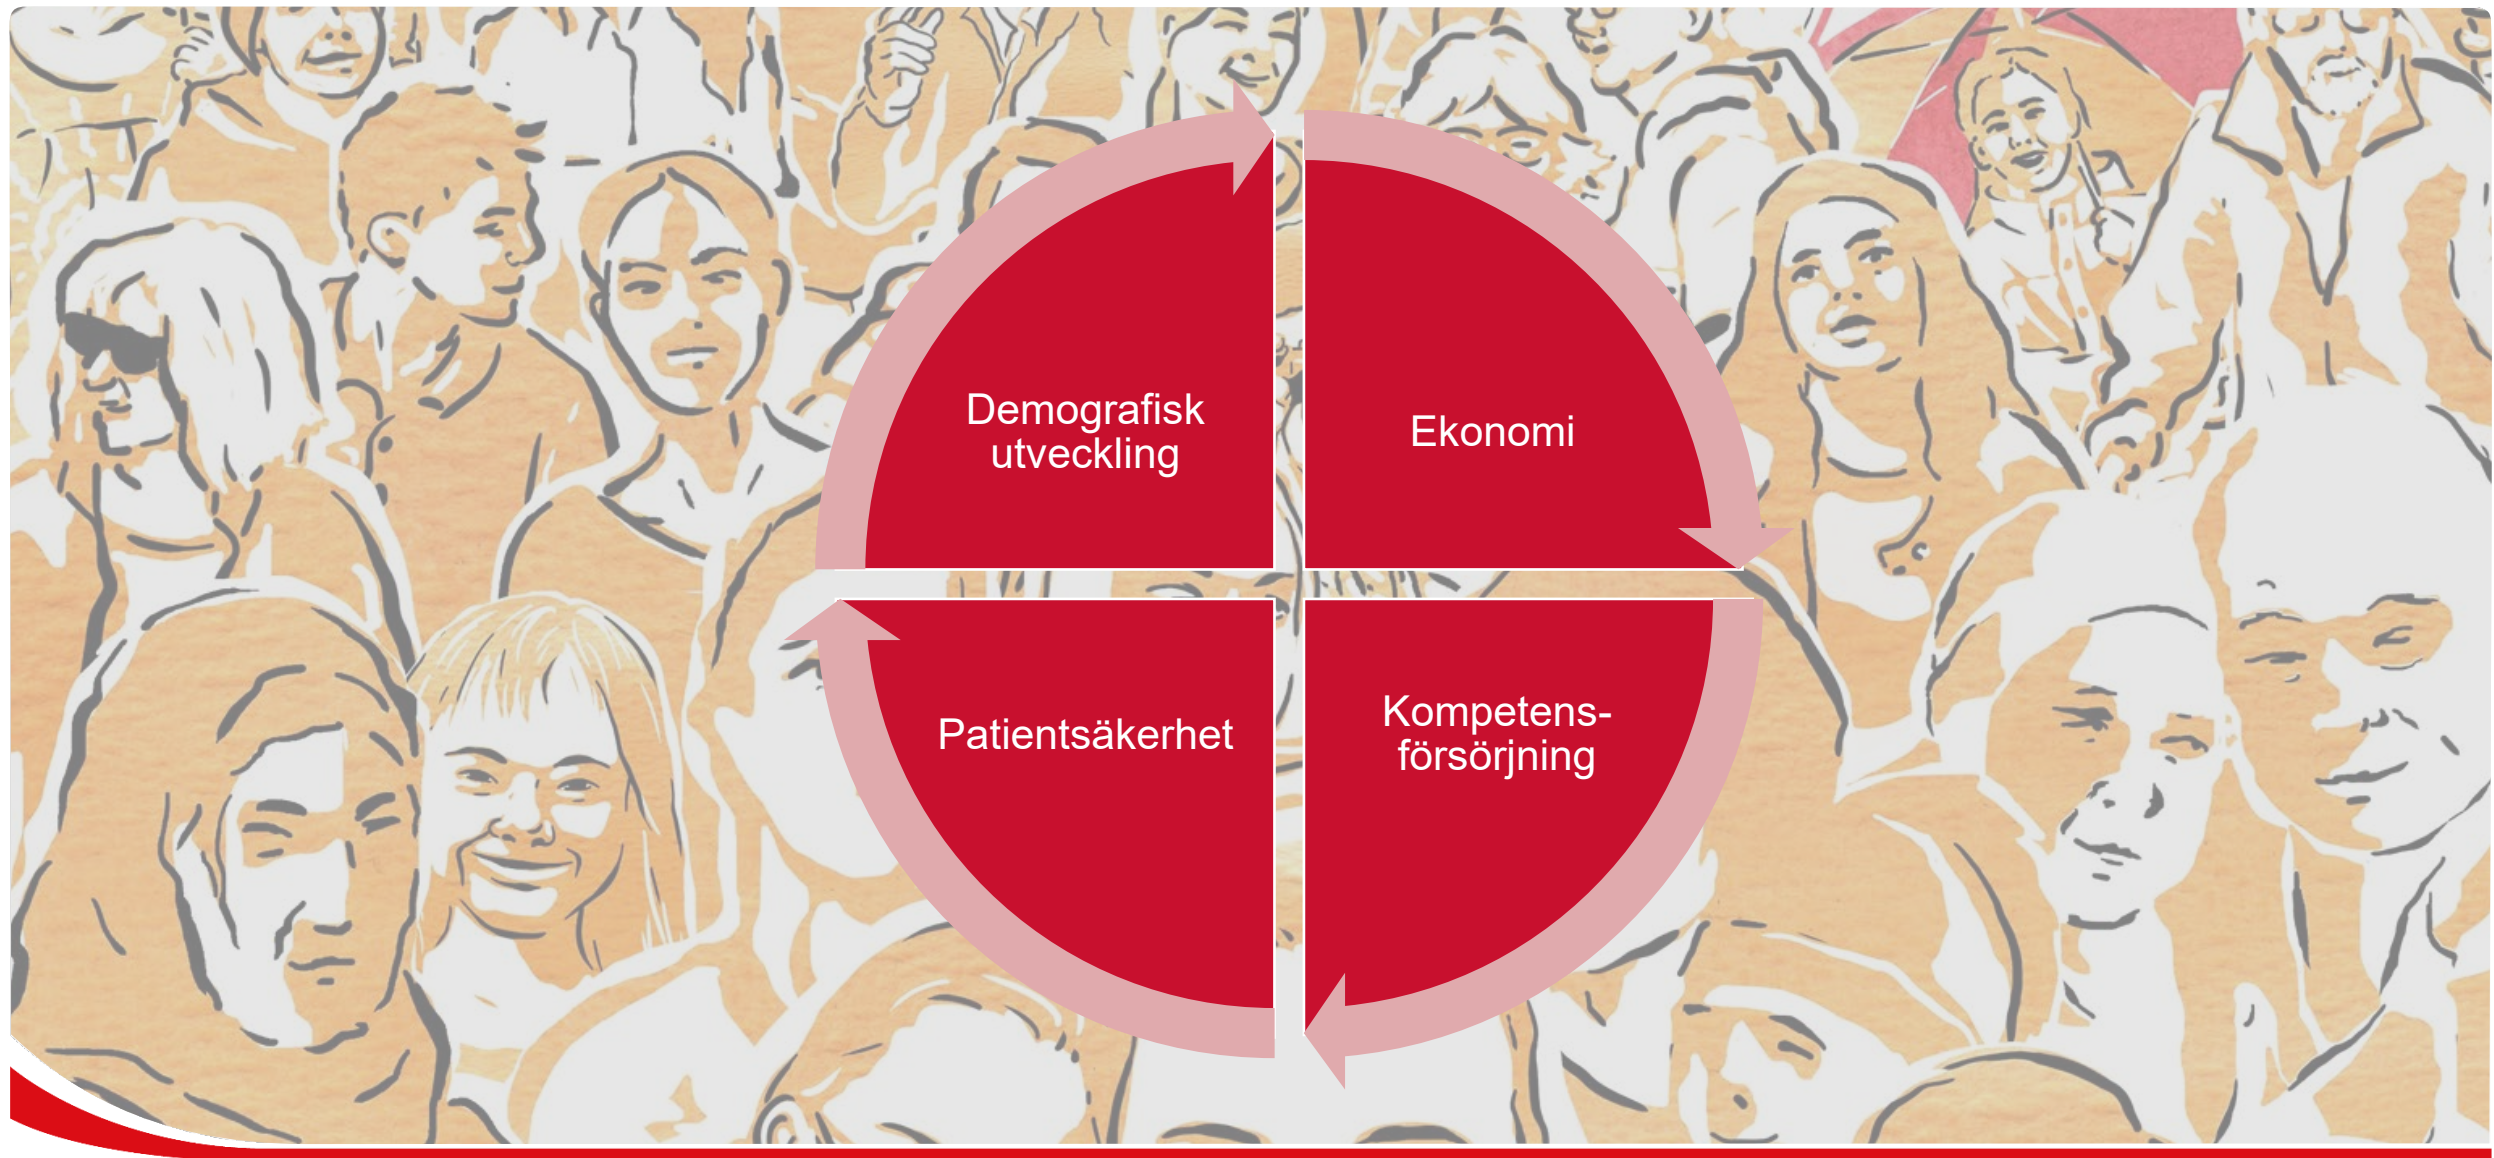 Demografisk
utveckling
Ekonomi
Patientsäkerhet
Kompetens-
försörjning